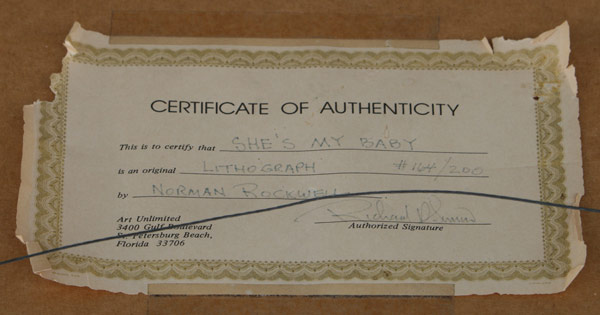 CERTIFICATE OF AUTHENTICITY
This is to certify that SHE'S MY BABY
is an original LITHOGRAPH #164/200
by NORMAN ROCKWELL
Art Unlimited
3400 Gulf Boulevard
St. Petersburg Beach,
Florida 33706
Richard
Authorized Signature